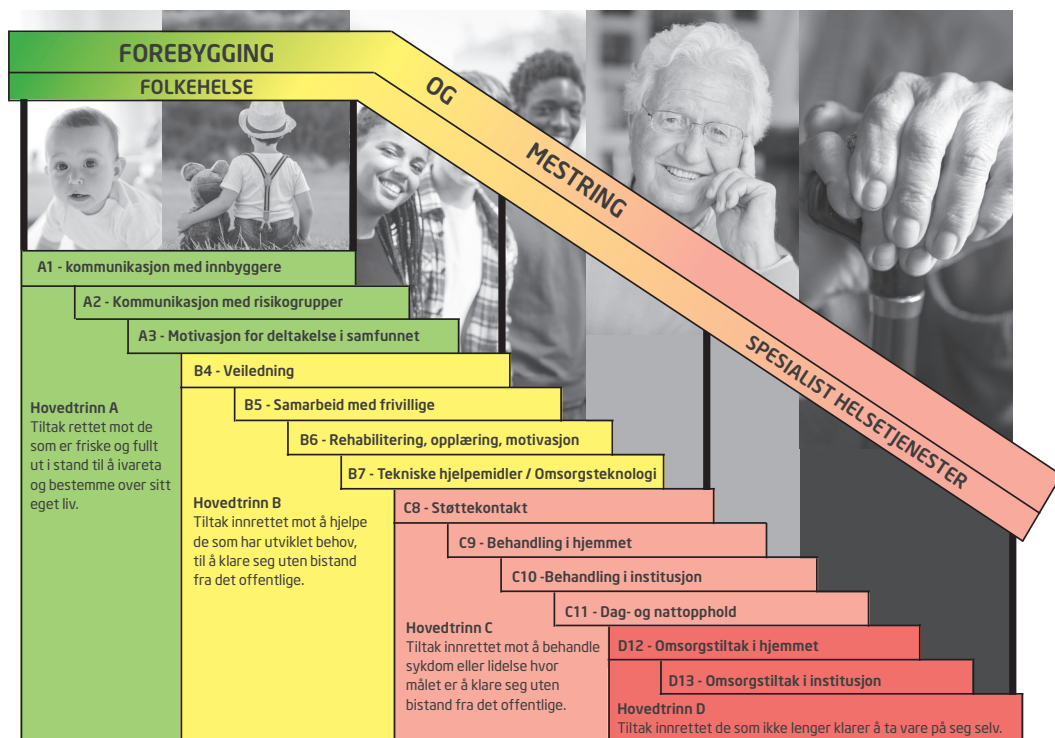 FOREBYGGING
OG
MESTRING
FOLKEHELSE
SPESIALIST HELSETJENESTER
A1 - kommunikasjon med innbyggere
A2 - Kommunikasjon med risikogrupper
A3 - Motivasjon for deltakelse i samfunnet
Hovedtrinn A
Tiltak rettet mot de
som er friske og fullt
ut i stand til å ivareta
og bestemme over sitt
eget liv.
B4 - Veiledning
B5 - Samarbeid med frivillige
B6 - Rehabilitering, opplæring, motivasjon
B7 - Tekniske hjelpemidler / Omsorgsteknologi
Hovedtrinn B
Tiltak innrettet mot å hjelpe
de som har utviklet behov,
til å klare seg uten bistand
fra det offentlige.
C8 - Støttekontakt
C9 - Behandling i hjemmet
C10 -Behandling i institusjon
C11 - Dag- og nattopphold
Hovedtrinn C
Tiltak innrettet mot å behandle
sykdom eller lidelse hvor
målet er å klare seg uten
bistand fra det offentlige.
D12 - Omsorgstiltak i hjemmet
D13 - Omsorgstiltak i institusjon
Hovedtrinn D
Tiltak innrettet de som ikke lenger klarer å ta vare på seg selv.